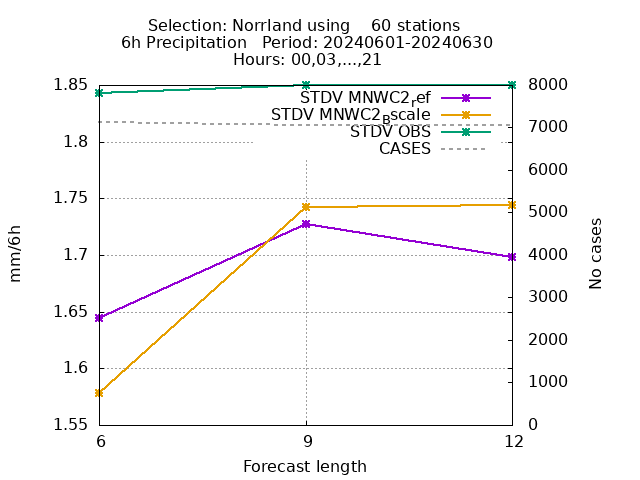 Selection: Norrland using    60 stations
6h Precipitation   Period: 20240601-20240630
Hours: 00,03,...,21
1.85
8000
STDV MNWC2ref
STDV MNWC2Bscale
STDV OBS
CASES
1.8
7000
6000
1.75
5000
1.7
4000
1.65
3000
2000
1.6
1000
1.55
0
mm/6h
No cases
6
9
12
Forecast length